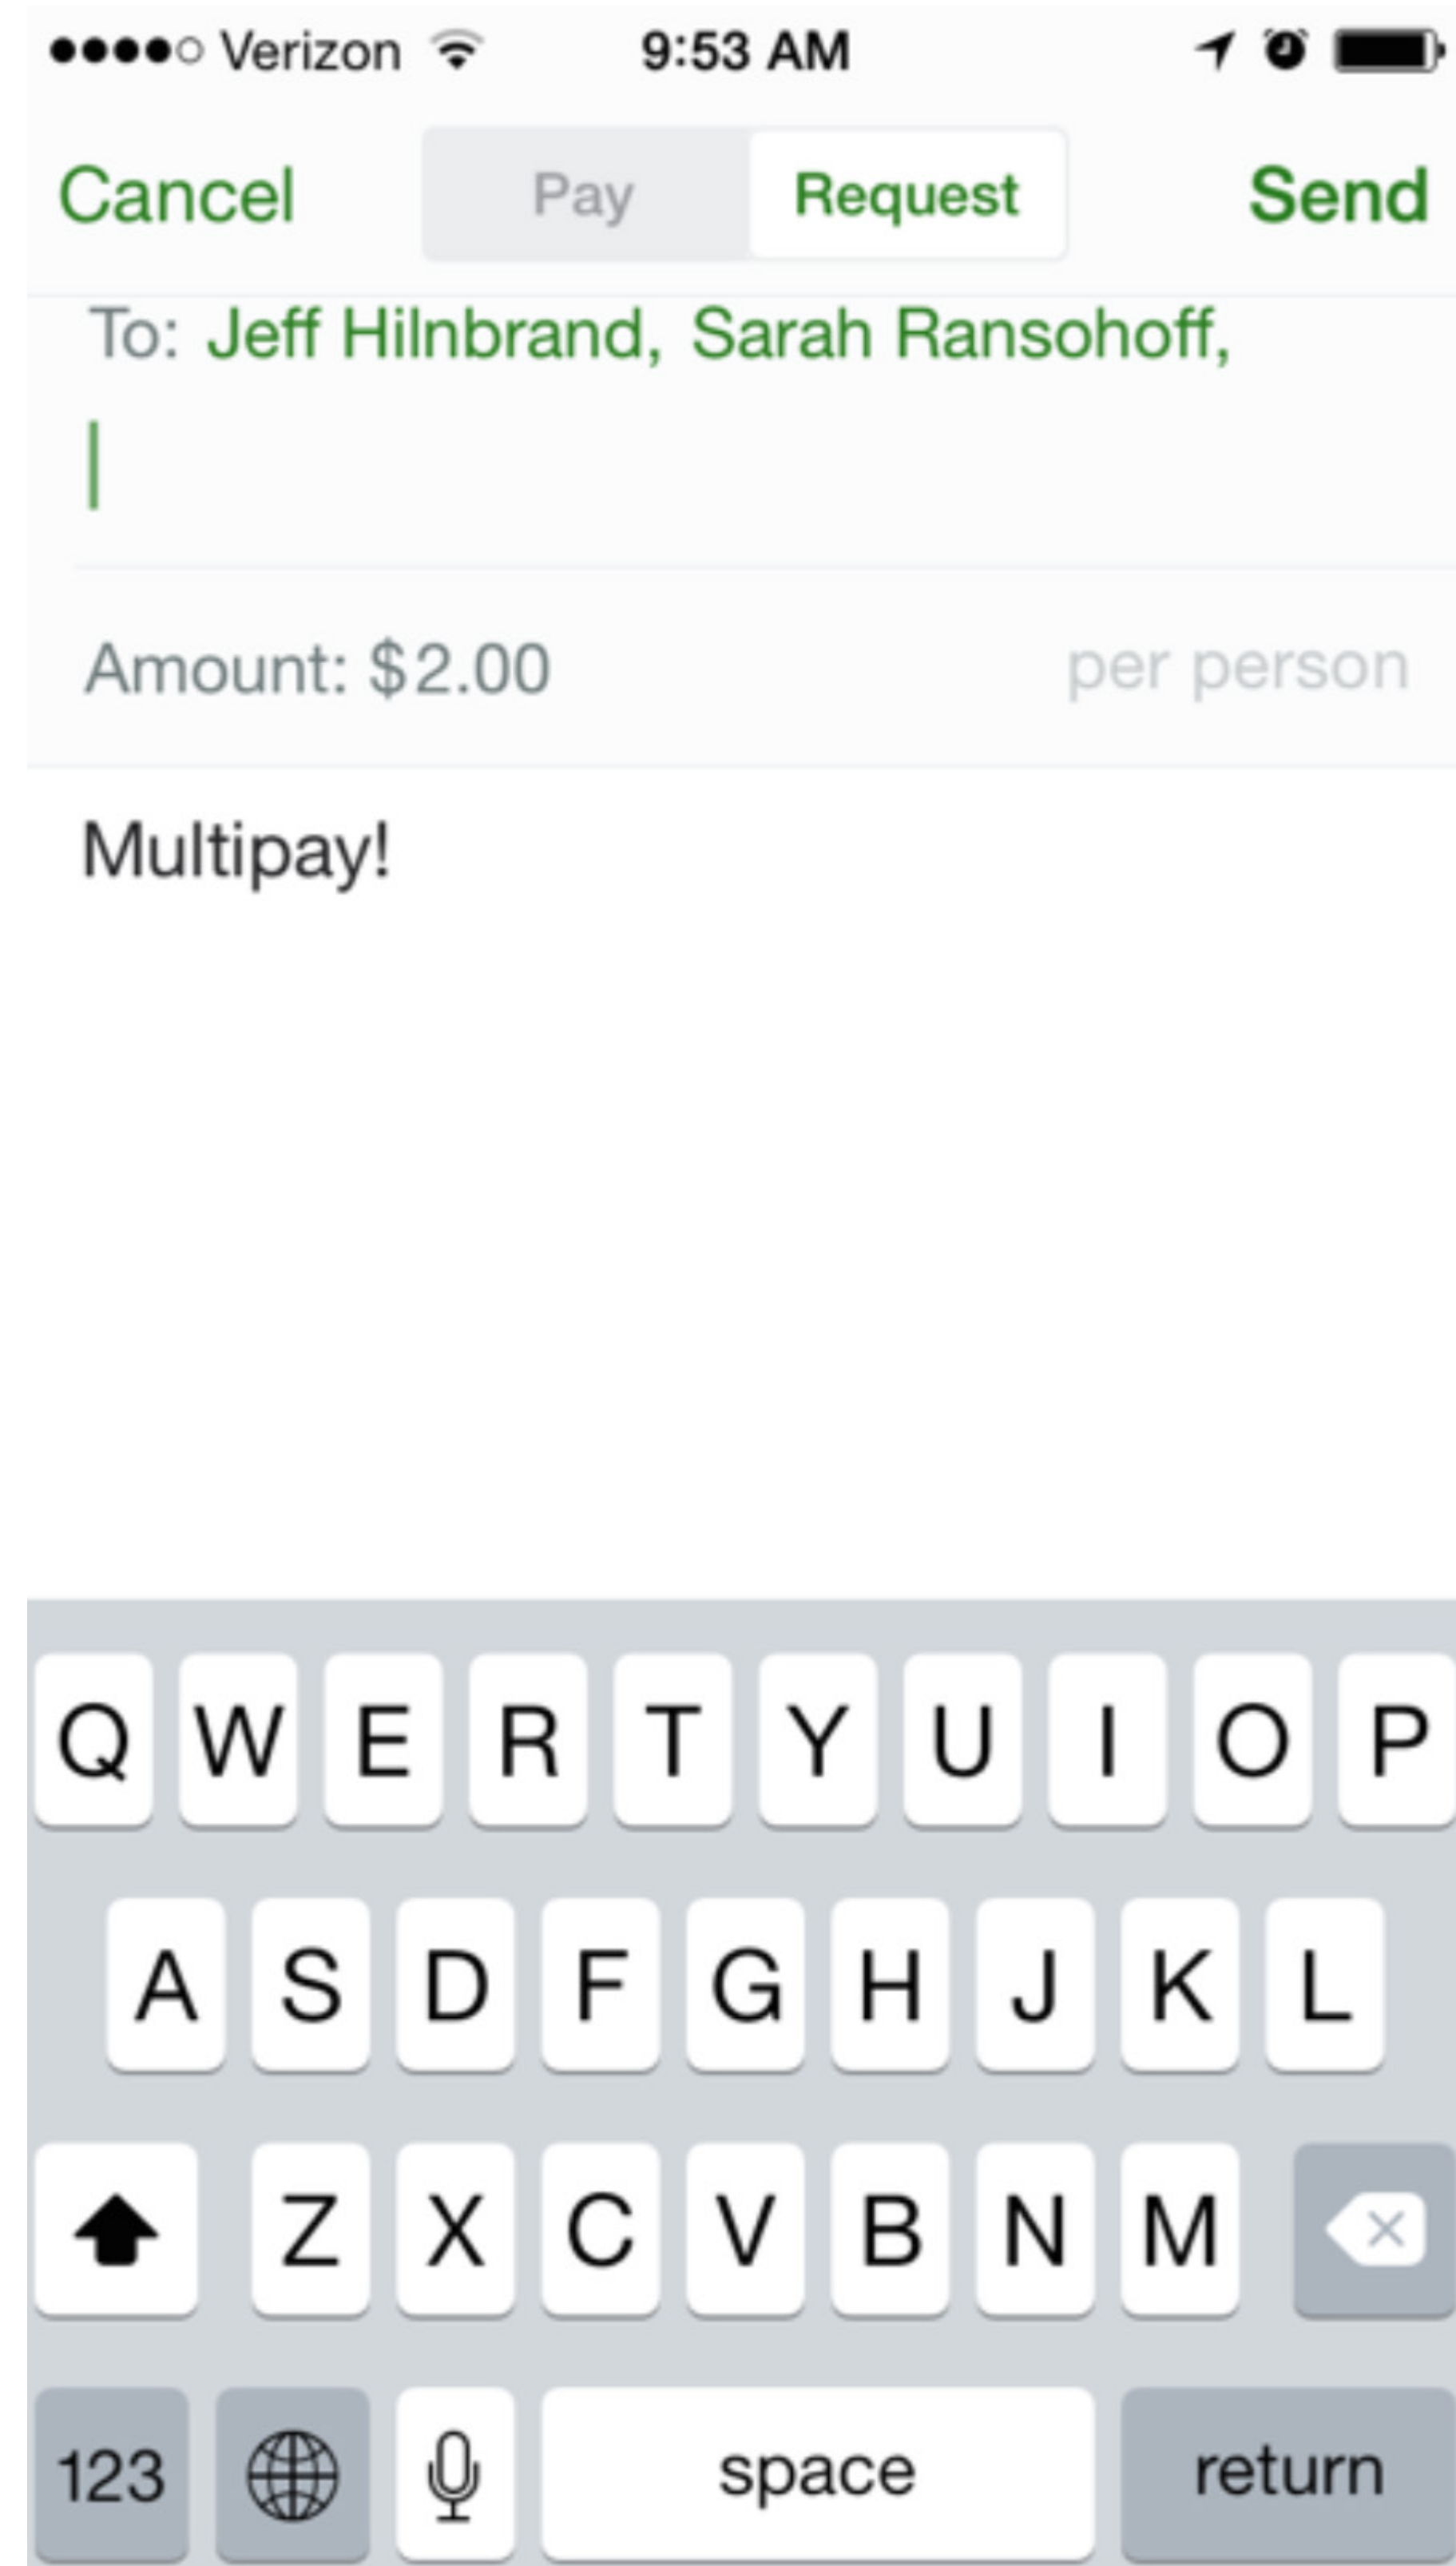 Verizon 9:53 AM
Cancel Pay Request Send
To: Jeff Hilnbrand, Sarah Ransohoff,
Amount: $2.00 per person
Multipay!
Q W E R T Y U I O P
A S D F G H J K L
Z X C V B N M
123 space return